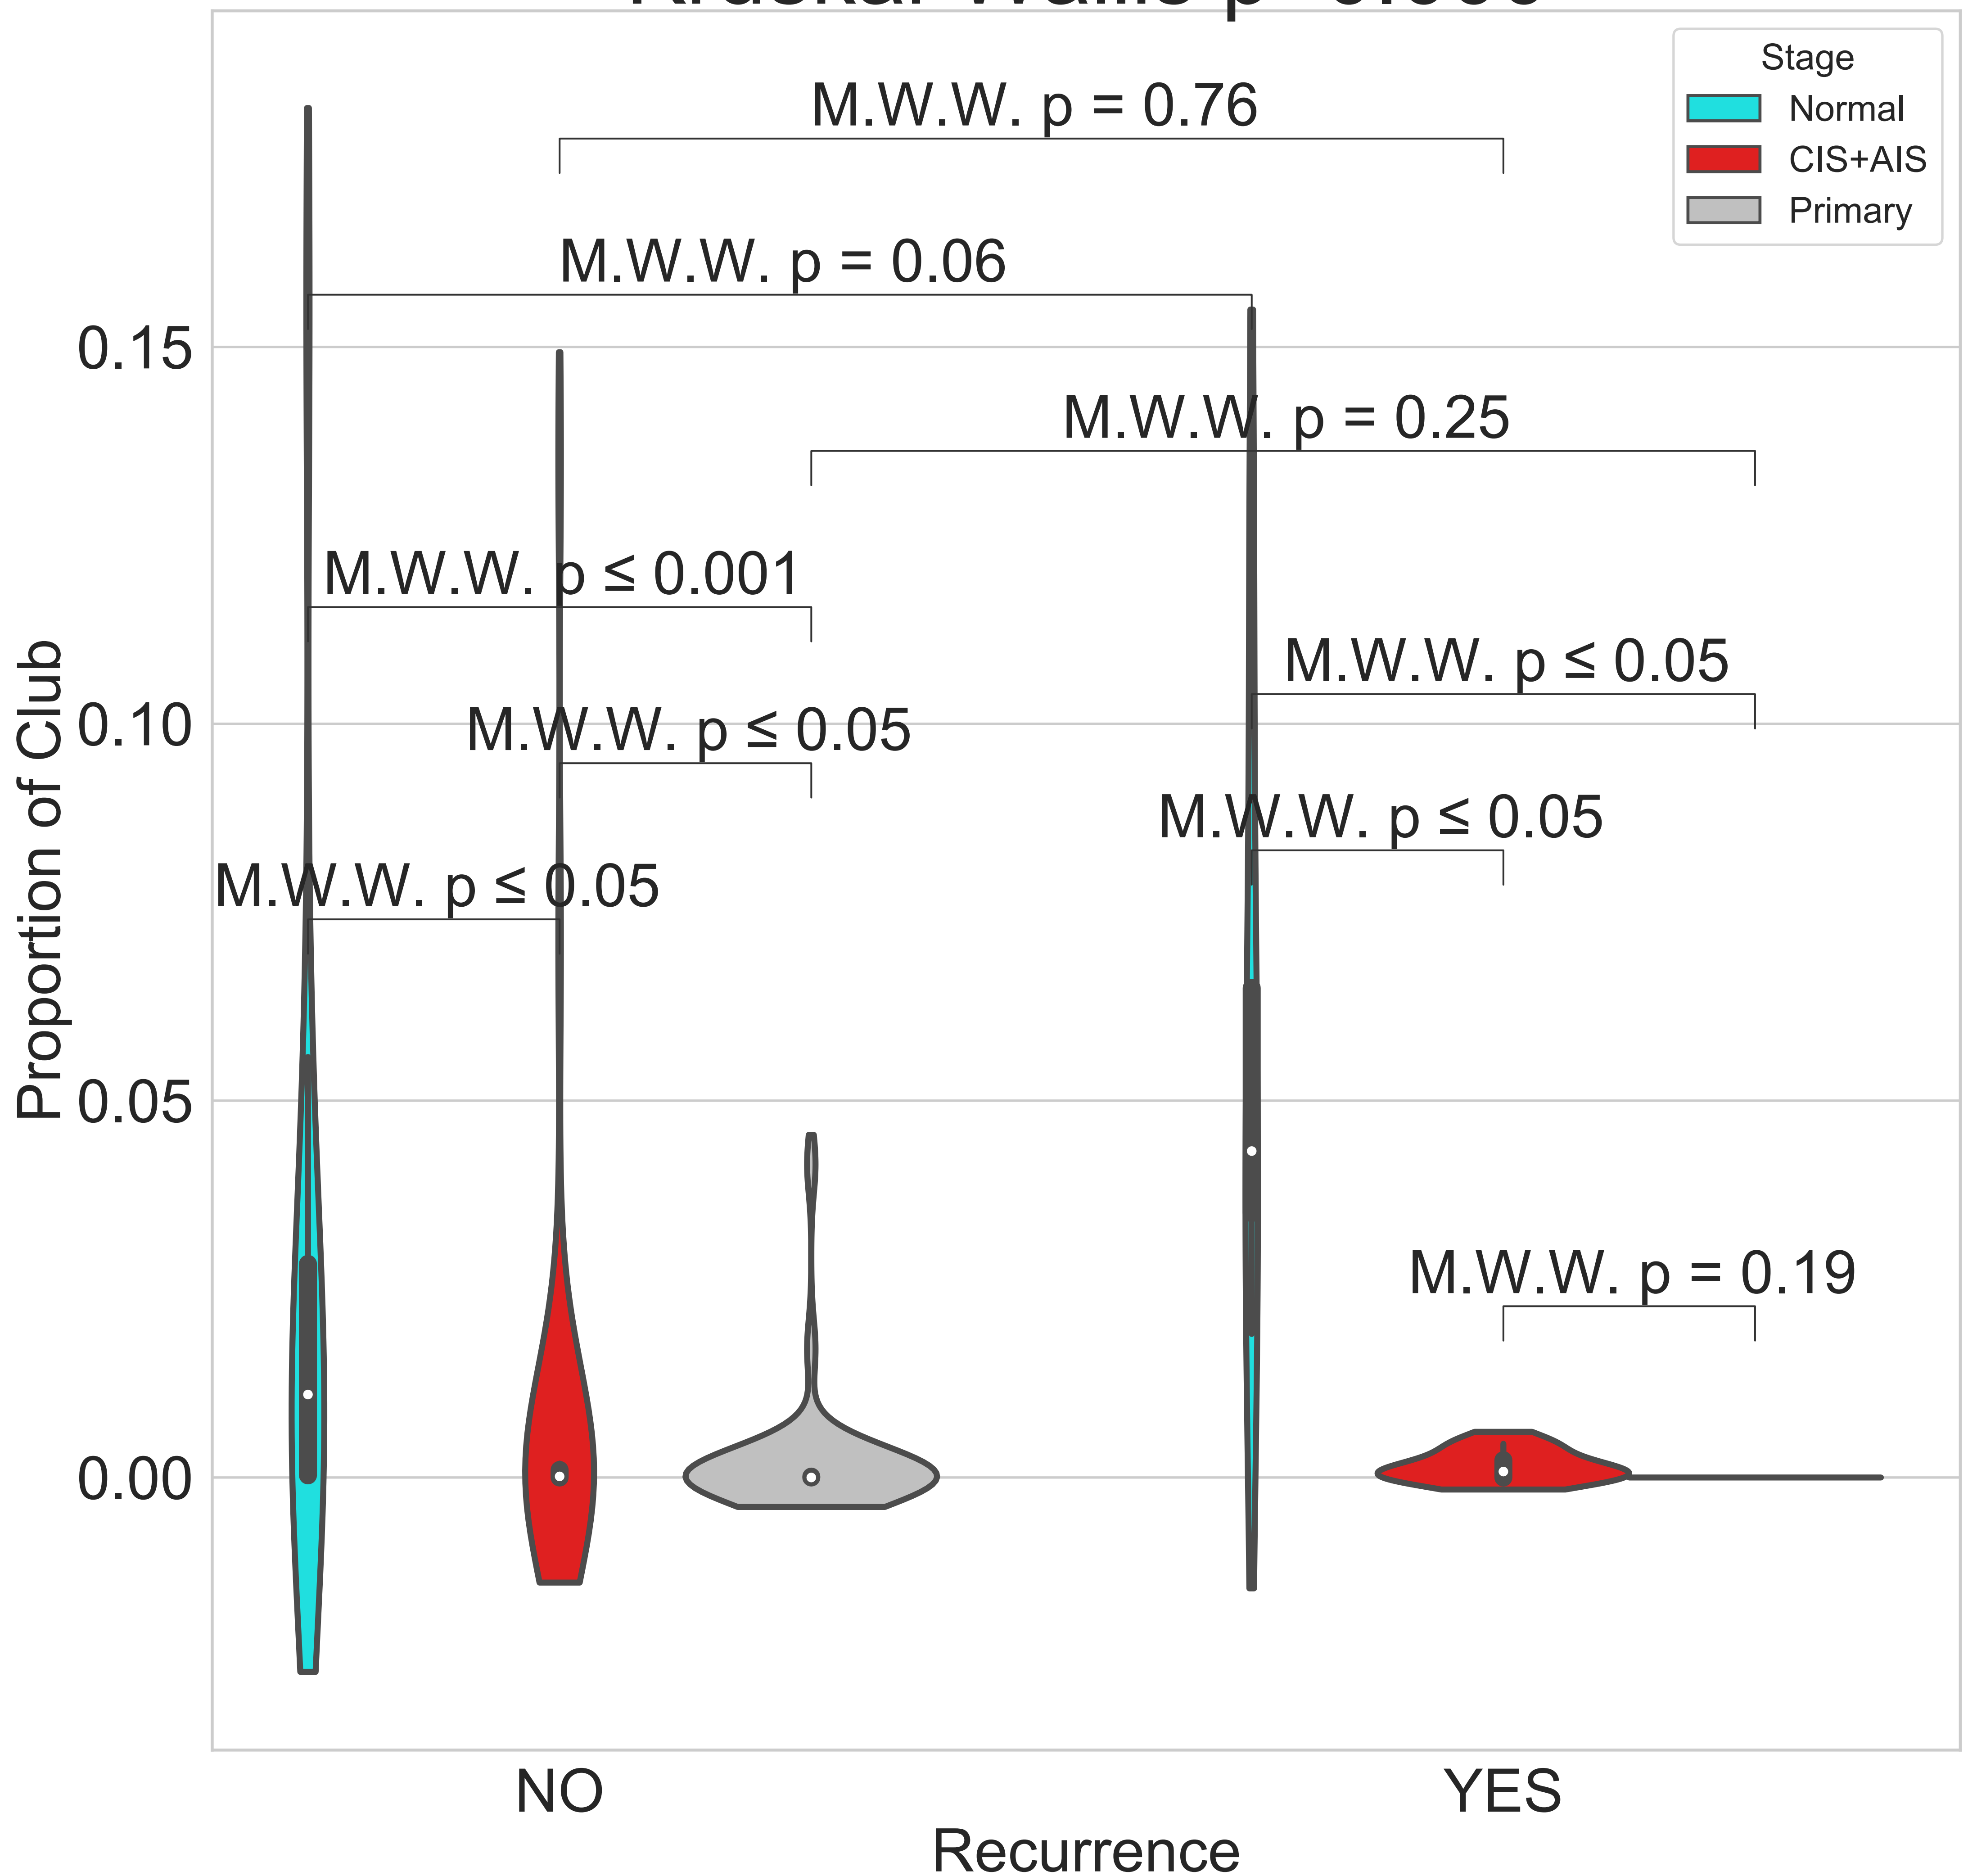 Stage
Normal
CIS+AIS
Primary
M.W.W. p = 0.76
M.W.W. p = 0.06
0.15
M.W.W. p = 0.25
M.W.W. p ≤ 0.001
M.W.W. p ≤ 0.05
0.10
M.W.W. p ≤ 0.05
M.W.W. p ≤ 0.05
M.W.W. p ≤ 0.05
Proportion of Club
0.05
M.W.W. p = 0.19
0.00
NO
YES
Recurrence